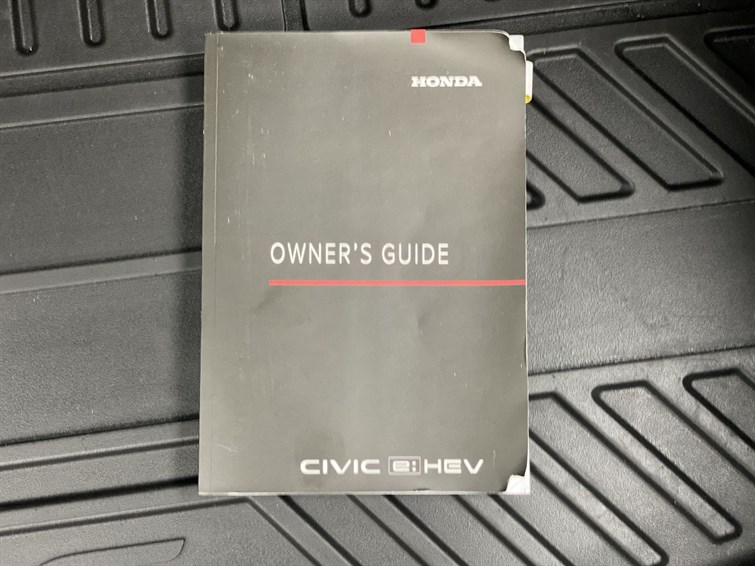 HONDA
OWNER'S GUIDE
CIVIC e:HEV